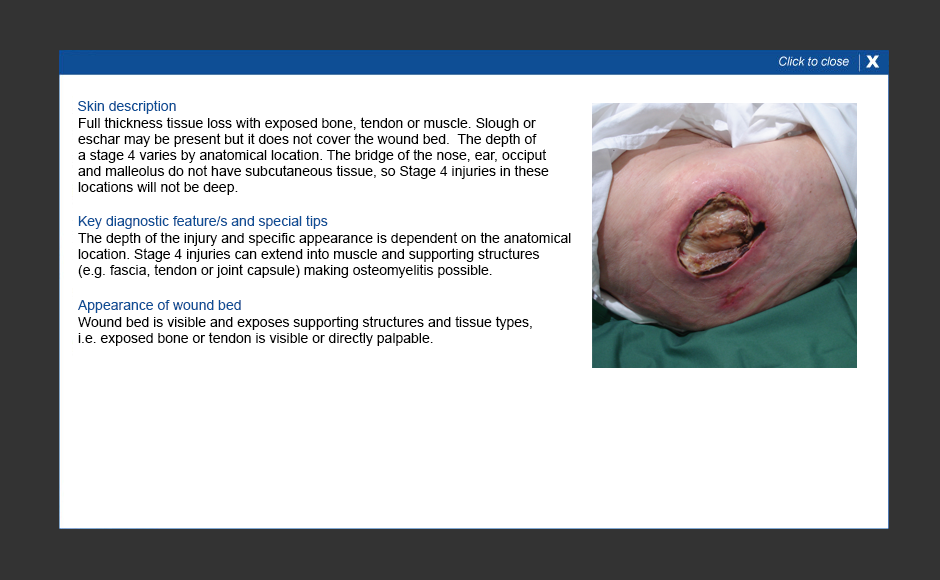 Click to close X
Skin description
Full thickness tissue loss with exposed bone, tendon or muscle. Slough or
eschar may be present but it does not cover the wound bed.  The depth of
a stage 4 varies by anatomical location. The bridge of the nose, ear, occiput
and malleolus do not have subcutaneous tissue, so Stage 4 injuries in these
locations will not be deep.
Key diagnostic feature/s and special tips
The depth of the injury and specific appearance is dependent on the anatomical
location. Stage 4 injuries can extend into muscle and supporting structures
(e.g. fascia, tendon or joint capsule) making osteomyelitis possible.
Appearance of wound bed
Wound bed is visible and exposes supporting structures and tissue types,
i.e. exposed bone or tendon is visible or directly palpable.